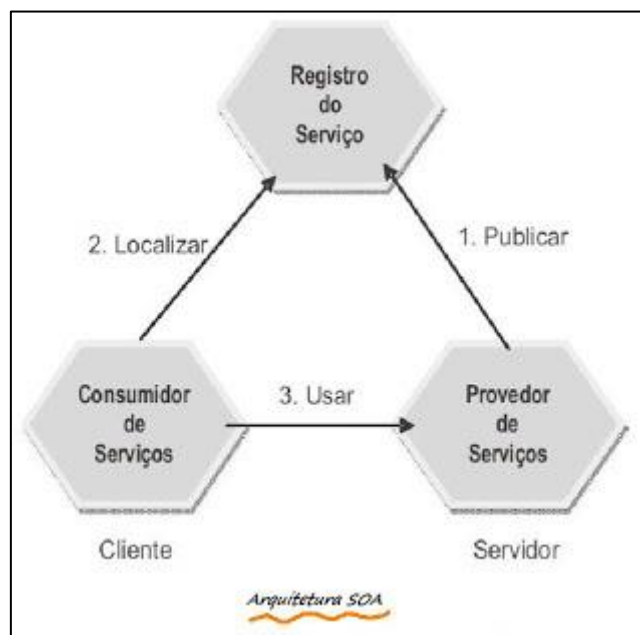 Registro
do
Serviço
2. Localizar
1. Publicar
Consumidor
de
Serviços
3. Usar
Provedor
de
Serviços
Cliente
Servidor
Arquitetura SOA